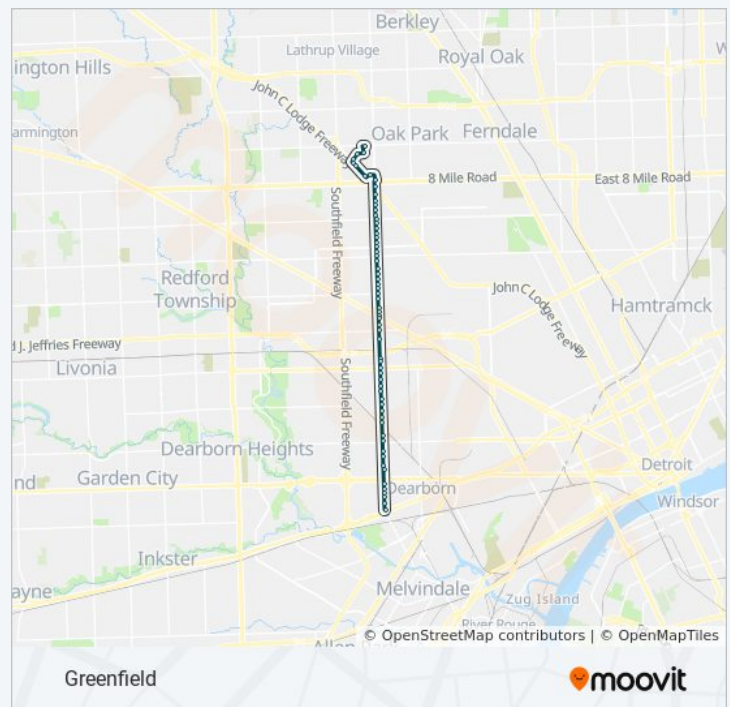 Berkley
Lathrup Village
Royal Oak
ington Hills
John C Lodge Freeway
armington
Oak Park
Ferndale
8 Mile Road
East 8 Mile Road
Southfield Freeway
Redford
Township
John C Lodge Freeway
Hamtramck
J. Jeffries Freeway
Livonia
Southfield Freeway
Dearborn Heights
nd
Garden City
Dearborn
Detroit
Windsor
Inkster
ayne
Melvindale
Zug Island
River Rouge
Allen
© OpenStreetMap contributors | © OpenMapTiles
Greenfield
moovit